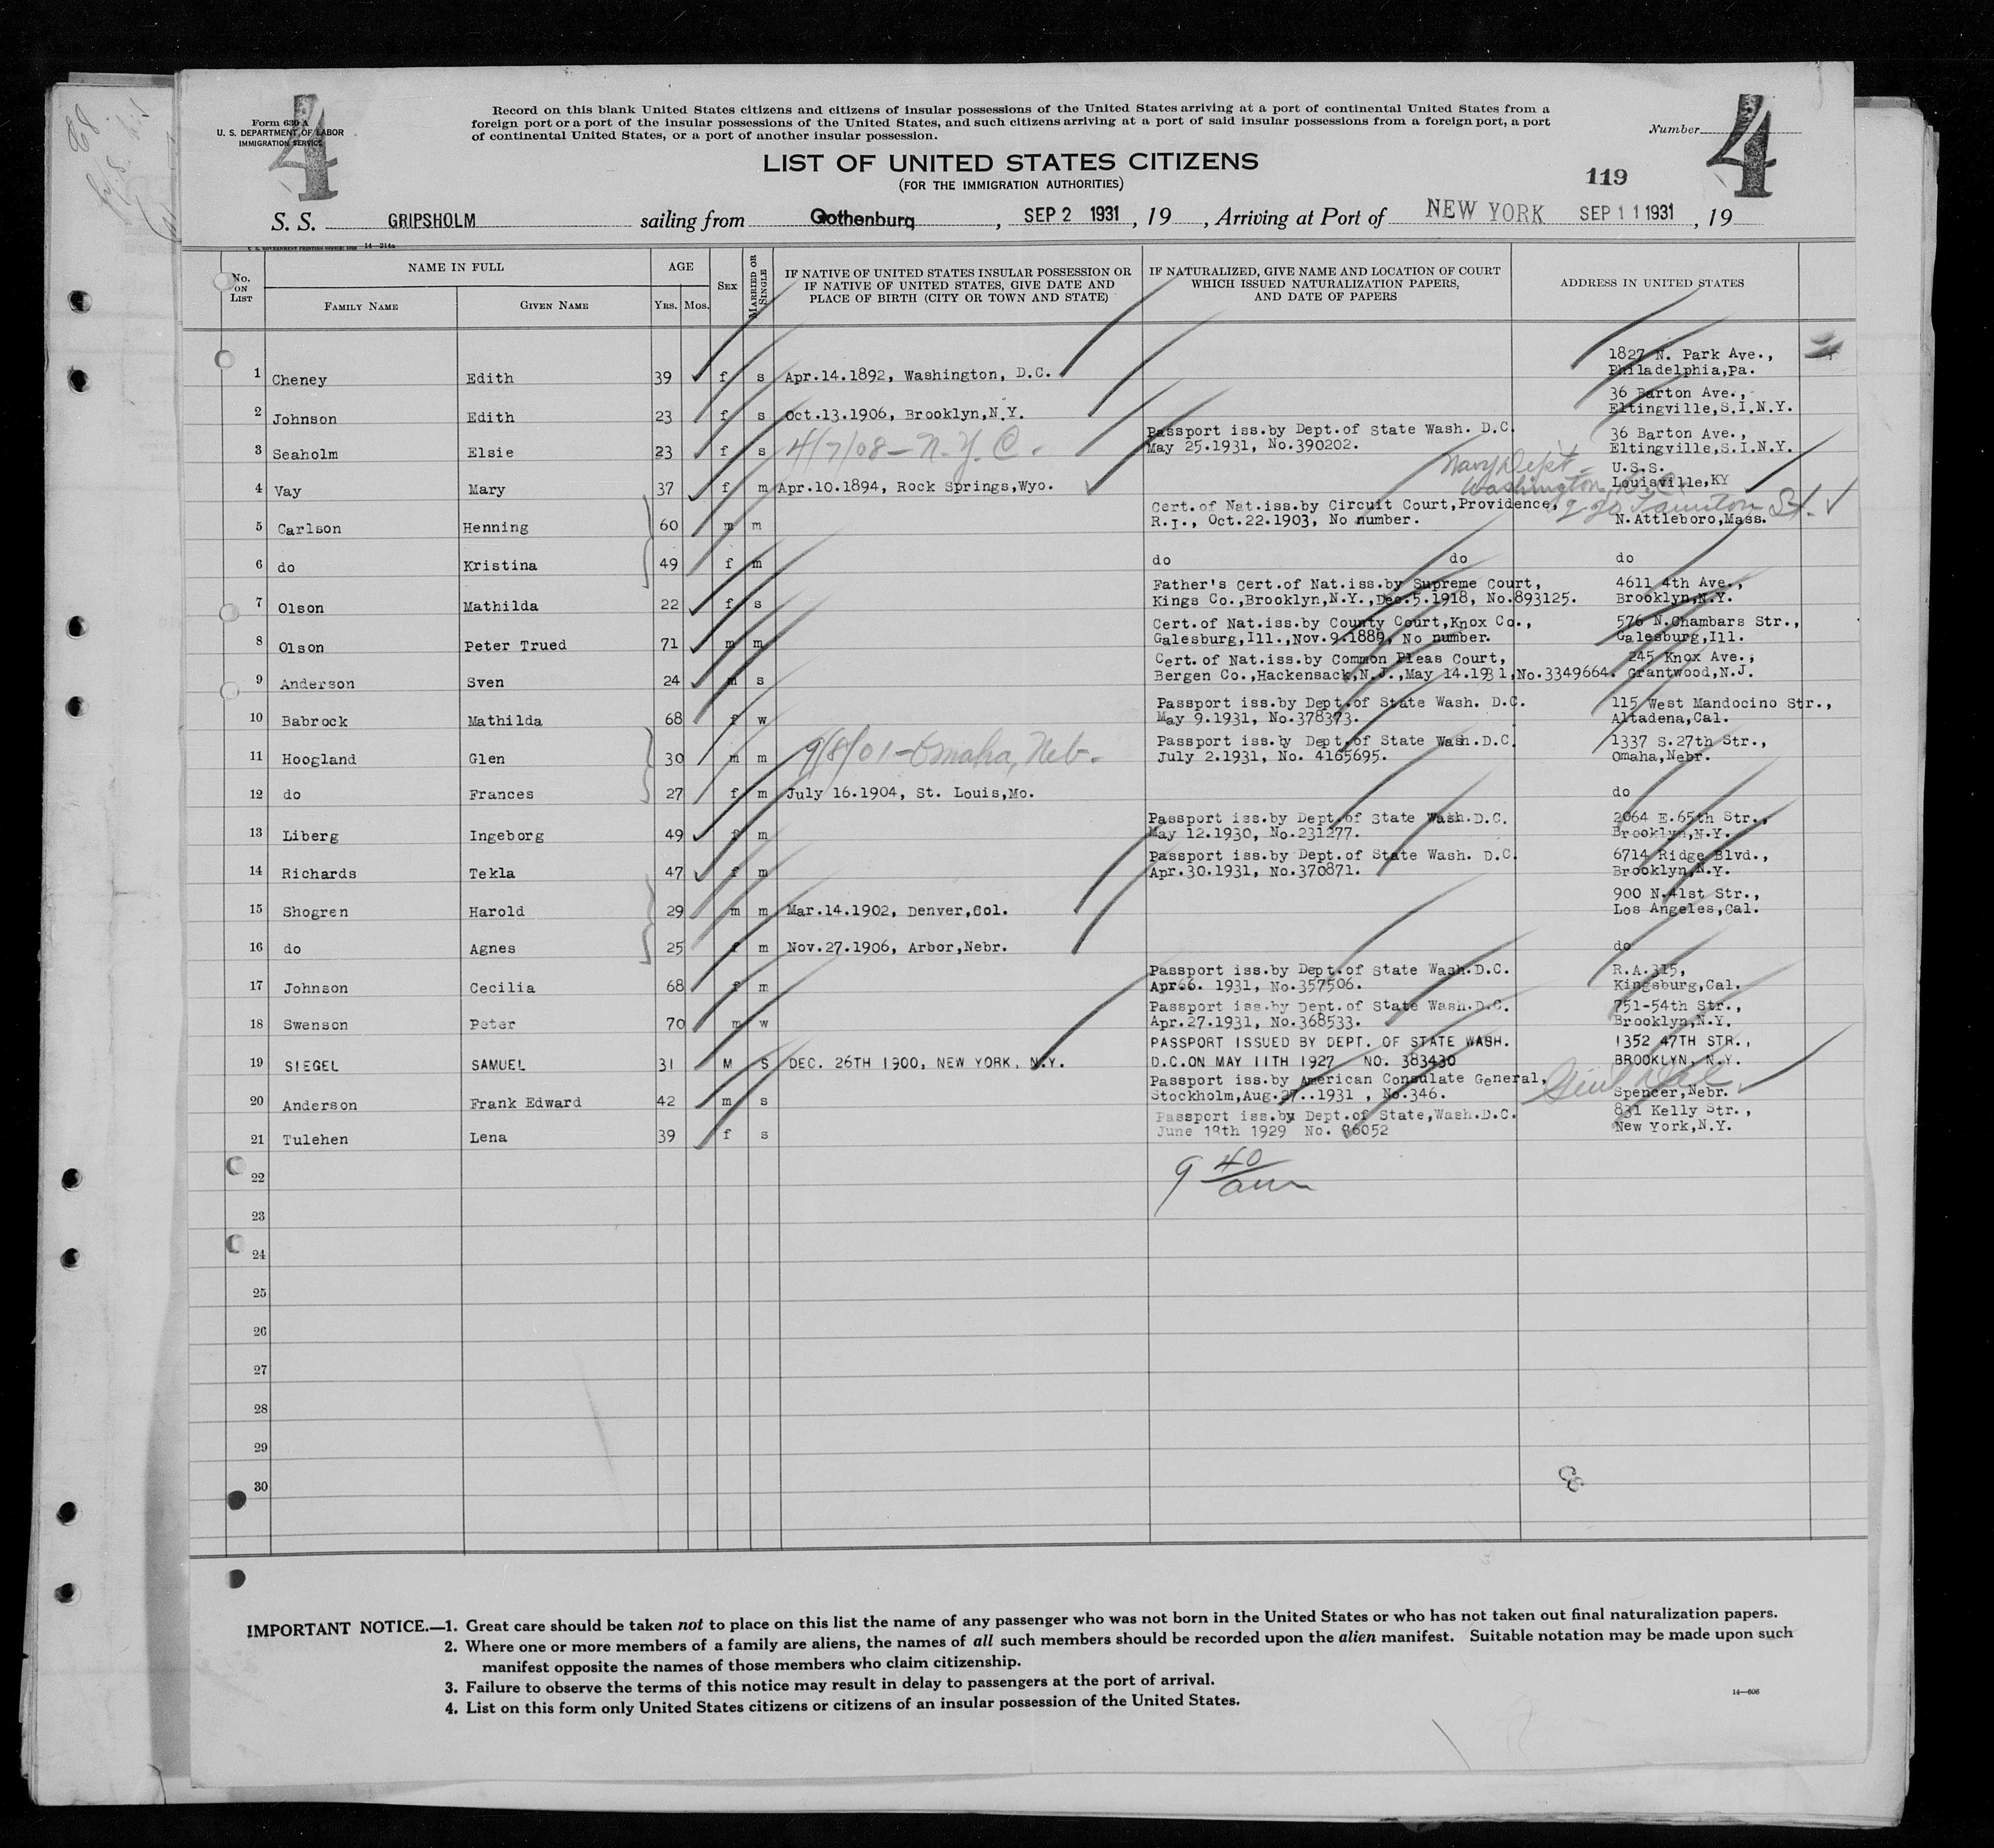 Form 630 A
U. S. DEPARTMENT OF LABOR
IMMIGRATION SERVICE
4
Record on this blank United States citizens and citizens of insular possessions of the United States arriving at a port of continental United States from a
foreign port or a port of the insular possessions of the United States, and such citizens arriving at a port of said insular possessions from a foreign port, a port
of continental United States, or a port of another insular possession.
Number
4
LIST OF UNITED STATES CITIZENS
(FOR THE IMMIGRATION AUTHORITIES)
119
S. S. GRIPSHOLM sailing from Gothenburg, SEP 2 1931, 19 , Arriving at Port of NEW YORK SEP 11 1931, 19
14—214a
No. ON LIST
NAME IN FULL
FAMILY NAME GIVEN NAME
AGE
YRS. MOS.
SEX
MARRIED OR SINGLE
IF NATIVE OF UNITED STATES INSULAR POSSESSION OR
IF NATIVE OF UNITED STATES, GIVE DATE AND
PLACE OF BIRTH (CITY OR TOWN AND STATE)
IF NATURALIZED, GIVE NAME AND LOCATION OF COURT
WHICH ISSUED NATURALIZATION PAPERS,
AND DATE OF PAPERS
ADDRESS IN UNITED STATES
1827 N. Park Ave.,
1 Cheney Edith 39 f s Apr.14.1892, Washington, D.C. Philadelphia,Pa.
36 Barton Ave.,
2 Johnson Edith 23 f s Oct.13.1906, Brooklyn,N.Y. Eltingville,S.I.N.Y.
Passport iss.by Dept.of State Wash. D.C. 36 Barton Ave.,
3 Seaholm Elsie 23 f s 4/7/08 - N.Y.C. May 25.1931, No.390202. Eltingville,S.I.N.Y.
Navy Dept - U.S.S.
4 Vay Mary 37 f m Apr.10.1894, Rock Springs,Wyo. Washington, D.C. Louisville,KY
Cert.of Nat.iss.by Circuit Court,Providence, St.
5 Carlson Henning 60 m m R.I., Oct.22.1903, No number. N.Attleboro,Mass.
6 do Kristina 49 f m do do do
Father's Cert.of Nat.iss.by Supreme Court, 4611 4th Ave.,
7 Olson Mathilda 22 f s Kings Co.,Brooklyn,N.Y.,Dec.5.1918, No.893125. Brooklyn,N.Y.
Cert.of Nat.iss.by County Court,Knox Co., 576 N.Chambars Str.,
8 Olson Peter Trued 71 m m Galesburg,Ill.,Nov.9.1889, No number. Galesburg,Ill.
Cert. of Nat.iss.by Common Pleas Court, 245 Knox Ave.,
9 Anderson Sven 24 m s Bergen Co.,Hackensack,N.J.,May 14.1931,No.3349664. Grantwood,N.J.
Passport iss.by Dept.of State Wash. D.C. 115 West Mandocino Str.,
10 Babrock Mathilda 68 f w May 9.1931, No.378373. Altadena,Cal.
Passport iss.by Dept.of State Wash.D.C. 1337 S.27th Str.,
11 Hoogland Glen 30 m m 9/8/01 - Omaha, Neb. July 2.1931, No. 4165695. Omaha,Nebr.
12 do Frances 27 f m July 16.1904, St. Louis,Mo. do
Passport iss.by Dept.of State Wash.D.C. 2064 E.65th Str.,
13 Liberg Ingeborg 49 f m May 12.1930, No.231277. Brooklyn,N.Y.
Passport iss.by Dept.of State Wash. D.C. 6714 Ridge Blvd.,
14 Richards Tekla 47 f m Apr.30.1931, No.370871. Brooklyn,N.Y.
900 N.41st Str.,
15 Shogren Harold 29 m m Mar.14.1902, Denver,Col. Los Angeles,Cal.
16 do Agnes 25 f m Nov.27.1906, Arbor,Nebr. do
Passport iss.by Dept.of State Wash.D.C. R.A.315,
17 Johnson Cecilia 68 f m Apr66. 1931, No.357506. Kingsburg,Cal.
Passport iss.by Dept.of State Wash.D.C. 751-54th Str.,
18 Swenson Peter 70 m w Apr.27.1931, No.368533. Brooklyn,N.Y.
PASSPORT ISSUED BY DEPT. OF STATE WASH. 1352 47TH STR.,
19 SIEGEL SAMUEL 31 M S DEC. 26TH 1900, NEW YORK, N.Y. D.C.ON MAY 11TH 1927 NO. 383430 BROOKLYN, N.Y.
Passport iss.by American Consulate General,
20 Anderson Frank Edward 42 m s Stockholm,Aug.27..1931 , No.346. Spencer,Nebr.
Passport iss.by Dept.of State,Wash.D.C. 831 Kelly Str.,
21 Tulehen Lena 39 f s June 18th 1929 No. 86052 New York,N.Y.
9 40
am
22
23
24
25
26
27
28
29
30
IMPORTANT NOTICE.—1. Great care should be taken not to place on this list the name of any passenger who was not born in the United States or who has not taken out final naturalization papers.
2. Where one or more members of a family are aliens, the names of all such members should be recorded upon the alien manifest. Suitable notation may be made upon such
manifest opposite the names of those members who claim citizenship.
3. Failure to observe the terms of this notice may result in delay to passengers at the port of arrival.
4. List on this form only United States citizens or citizens of an insular possession of the United States.
14—606